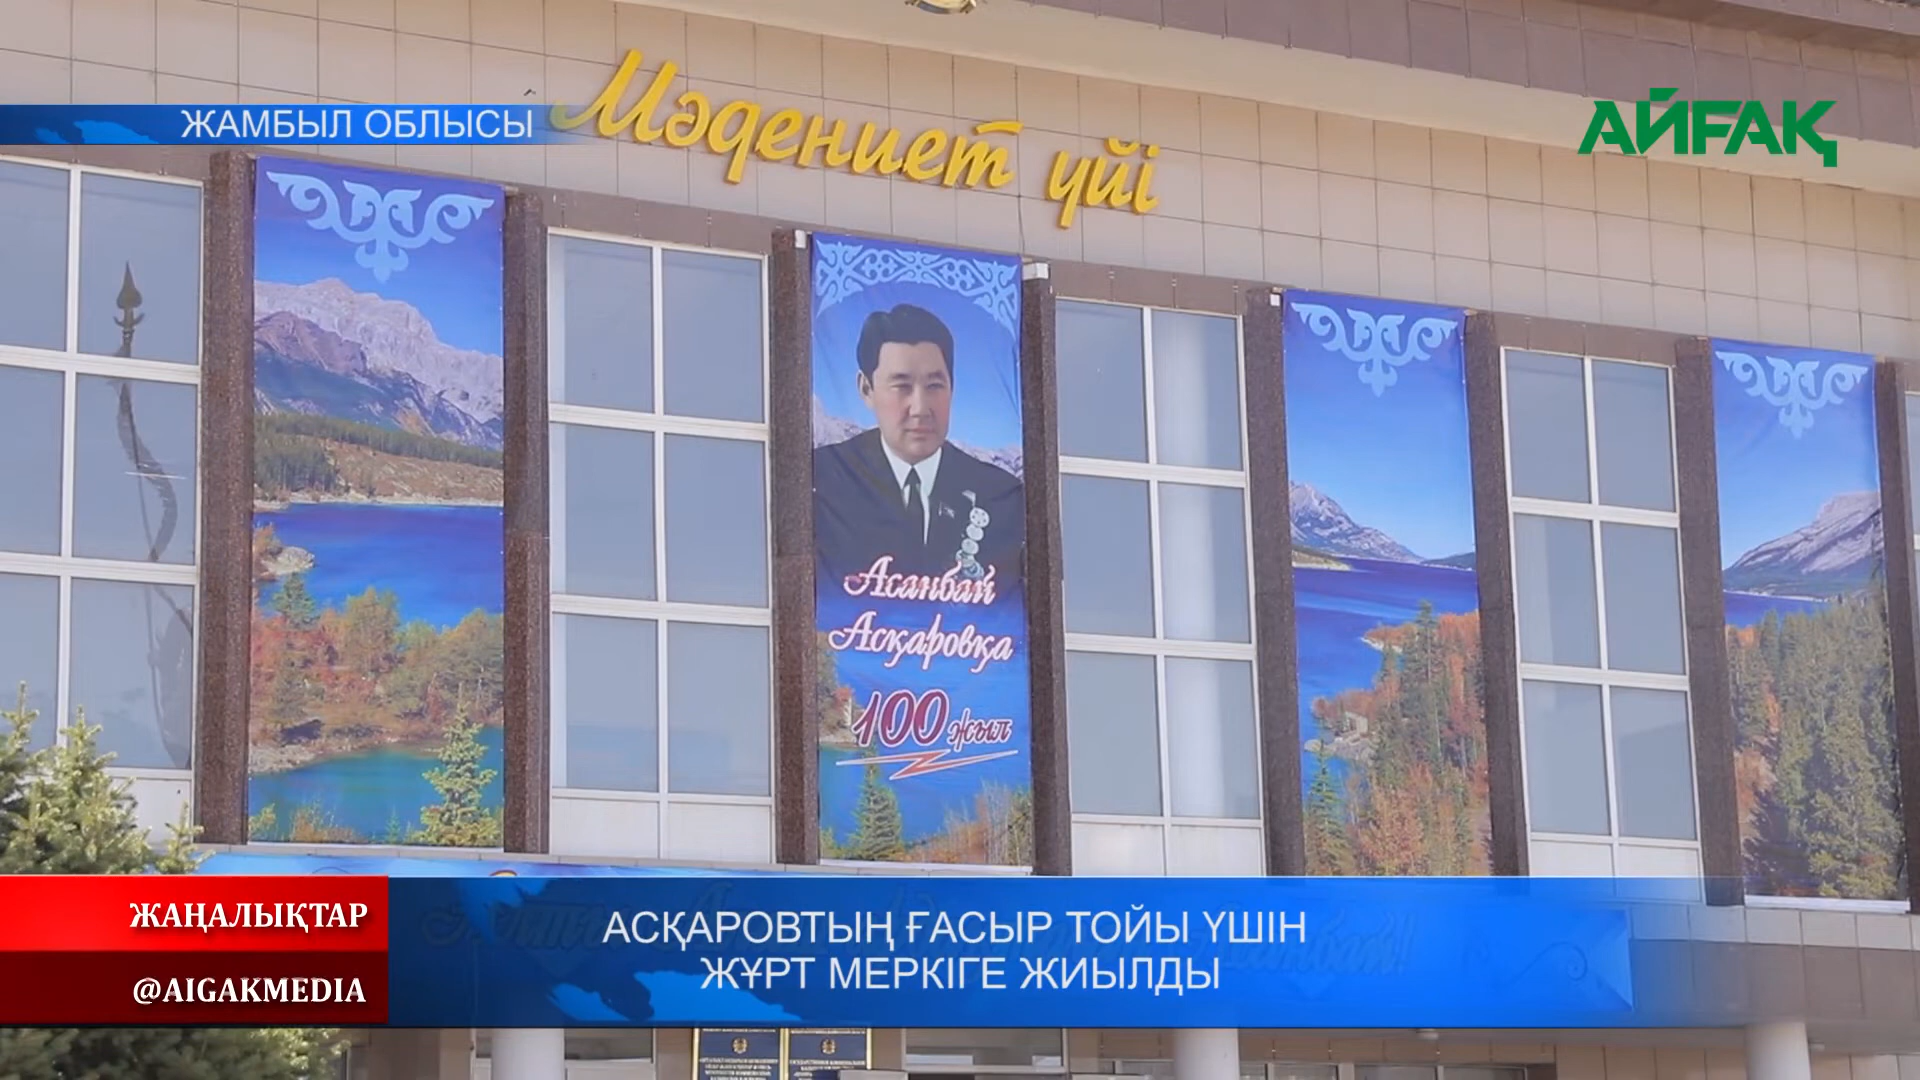 Мәдениет үйі
ЖАМБЫЛ ОБЛЫСЫ
АЙҒАҚ
Асанбай
Асқаровқа
100 жыл
ЖАҢАЛЫҚТАР
@AIGAKMEDIA
АСҚАРОВТЫҢ ҒАСЫР ТОЙЫ ҮШІН
ЖҰРТ МЕРКІГЕ ЖИЫЛДЫ